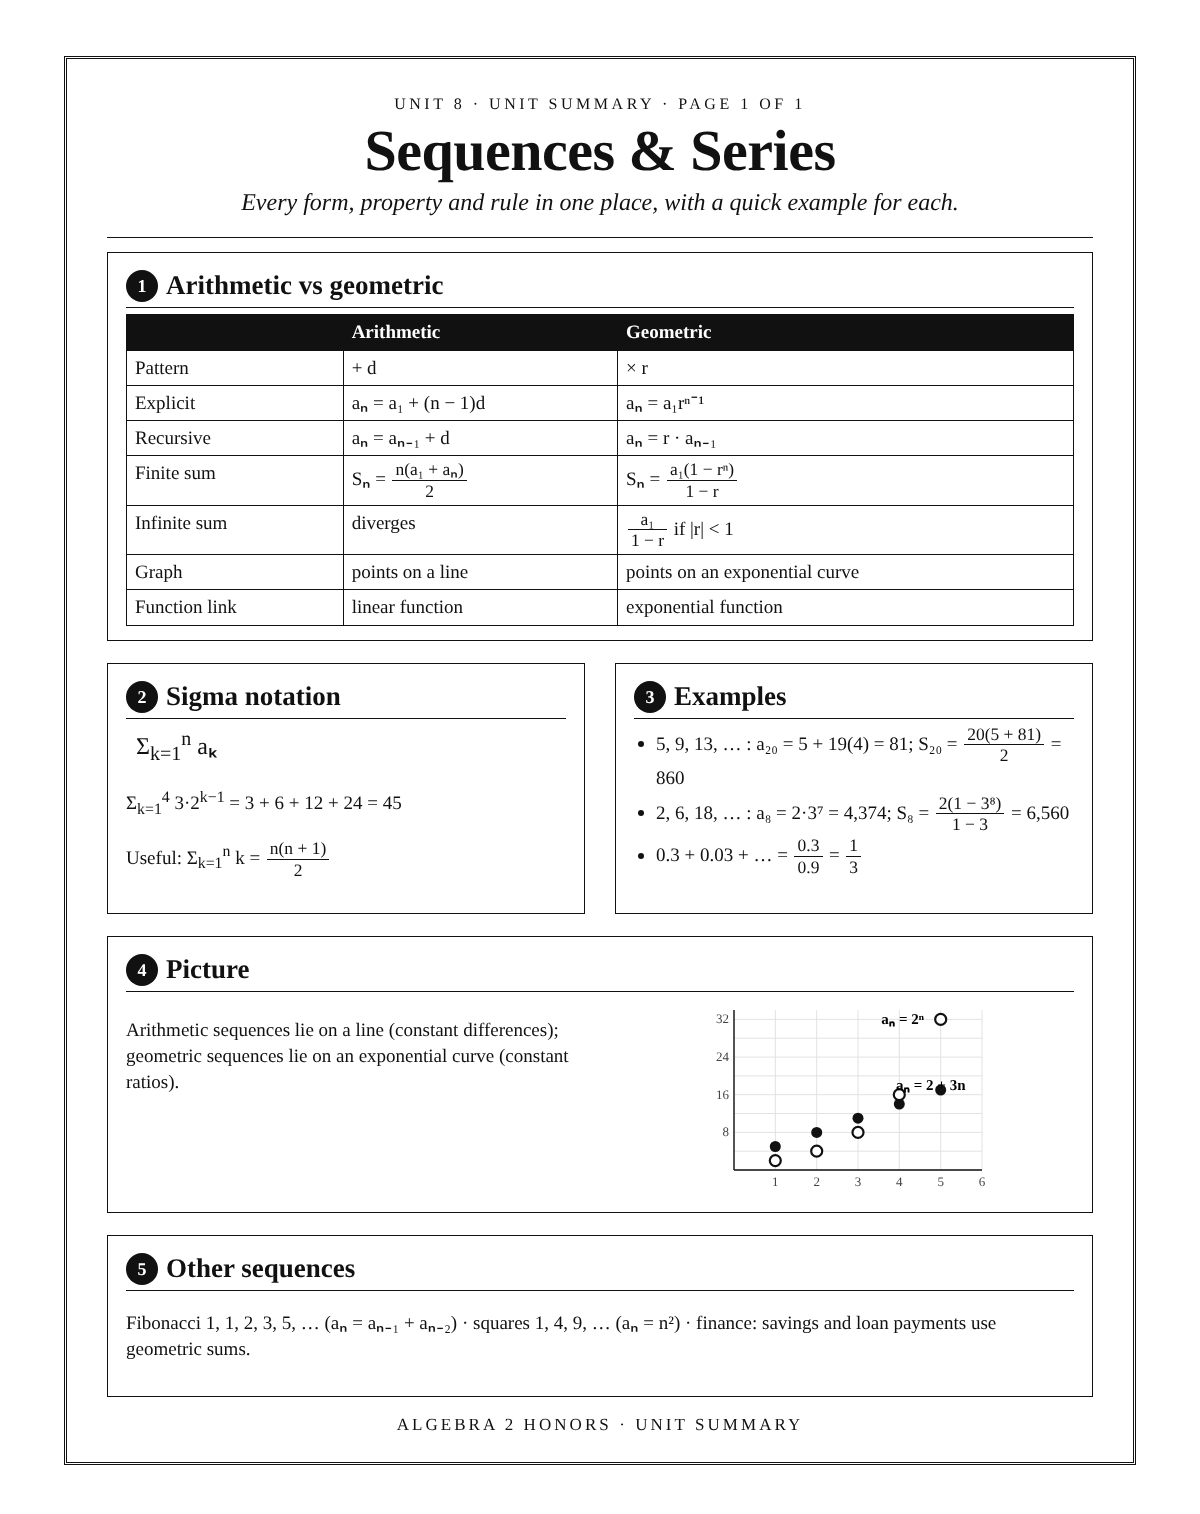 UNIT 8 · UNIT SUMMARY · PAGE 1 OF 1
Sequences & Series
Every form, property and rule in one place, with a quick example for each.
1 Arithmetic vs geometric
Arithmetic Geometric
Pattern + d × r
Explicit aₙ = a₁ + (n − 1)d aₙ = a₁rⁿ⁻¹
Recursive aₙ = aₙ₋₁ + d aₙ = r · aₙ₋₁
Finite sum Sₙ = n(a₁ + aₙ)/2 Sₙ = a₁(1 − rⁿ)/1 − r
Infinite sum diverges a₁/1 − r if |r| < 1
Graph points on a line points on an exponential curve
Function link linear function exponential function
2 Sigma notation
Σₖ₌₁ⁿ aₖ
Σₖ₌₁⁴ 3·2ᵏ⁻¹ = 3 + 6 + 12 + 24 = 45
Useful: Σₖ₌₁ⁿ k = n(n + 1)/2
3 Examples
• 5, 9, 13, … : a₂₀ = 5 + 19(4) = 81; S₂₀ = 20(5 + 81)/2 =
860
• 2, 6, 18, … : a₈ = 2·3⁷ = 4,374; S₈ = 2(1 − 3⁸)/1 − 3 = 6,560
• 0.3 + 0.03 + … = 0.3/0.9 = 1/3
4 Picture
Arithmetic sequences lie on a line (constant differences);
geometric sequences lie on an exponential curve (constant
ratios).
32
24
16
8
aₙ = 2ⁿ
aₙ = 2 + 3n
1 2 3 4 5 6
5 Other sequences
Fibonacci 1, 1, 2, 3, 5, … (aₙ = aₙ₋₁ + aₙ₋₂) · squares 1, 4, 9, … (aₙ = n²) · finance: savings and loan payments use
geometric sums.
ALGEBRA 2 HONORS · UNIT SUMMARY